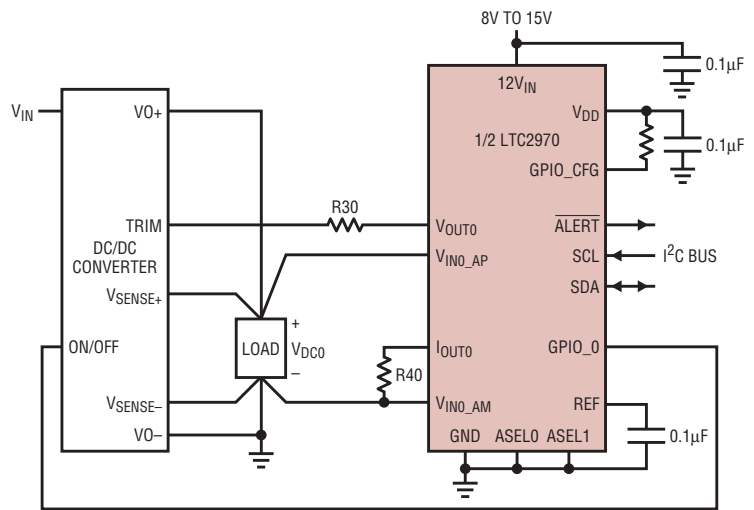 8V TO 15V
0.1µF
12VIN
VIN
VO+
VDD
1/2 LTC2970
0.1µF
GPIO_CFG
R30
TRIM
VOUT0
ALERT
DC/DC
CONVERTER
VIN0_AP
SCL
I2C BUS
VSENSE+
SDA
+
ON/OFF
LOAD
VDC0
IOUT0
GPIO_0
–
R40
VSENSE–
VIN0_AM
REF
VO–
GND
ASEL0
ASEL1
0.1µF